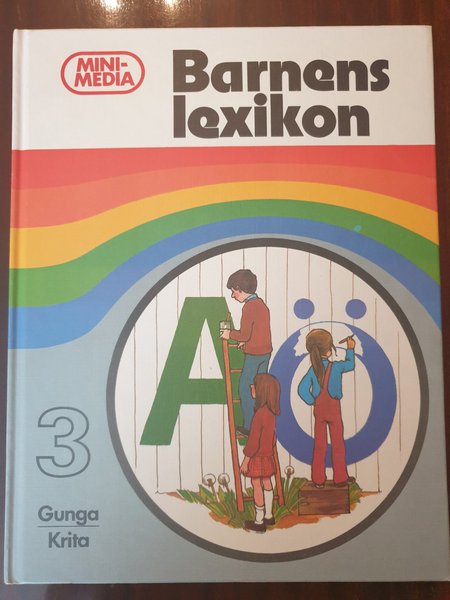 MINI-
MEDIA
Barnens
lexikon
A Ö
3
Gunga
Krita